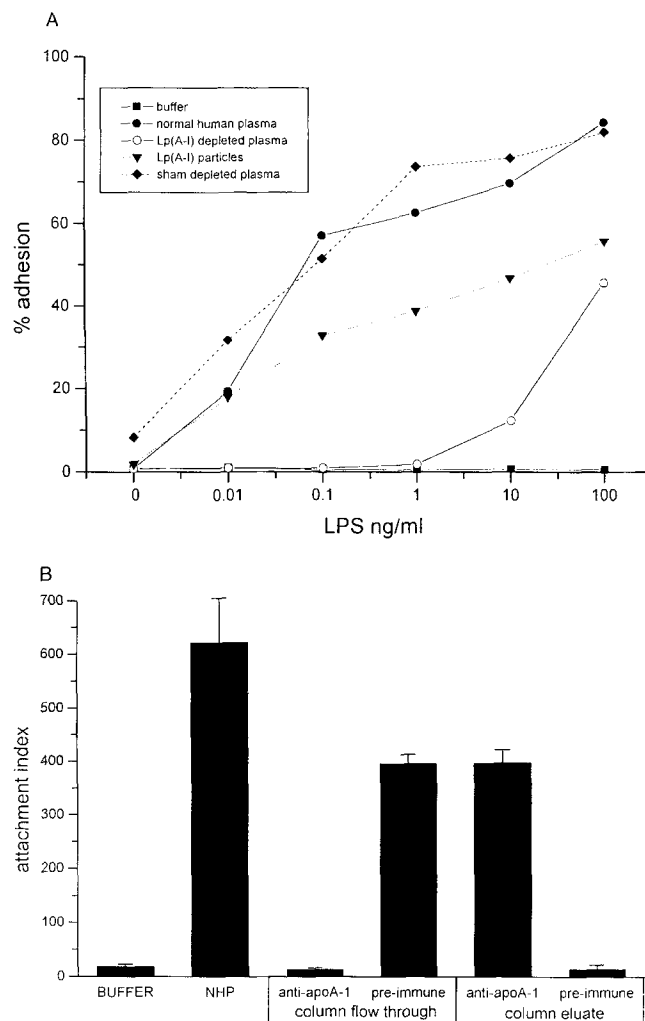 A
100
80
60
40
20
0
% adhesion
buffer
normal human plasma
Lp(A-I) depleted plasma
Lp(A-I) particles
sham depleted plasma
0 0.01 0.1 1 10 100
LPS ng/ml
B
700
600
500
400
300
200
100
0
attachment index
BUFFER NHP anti-apoA-1 pre-immune anti-apoA-1 pre-immune
column flow through column eluate